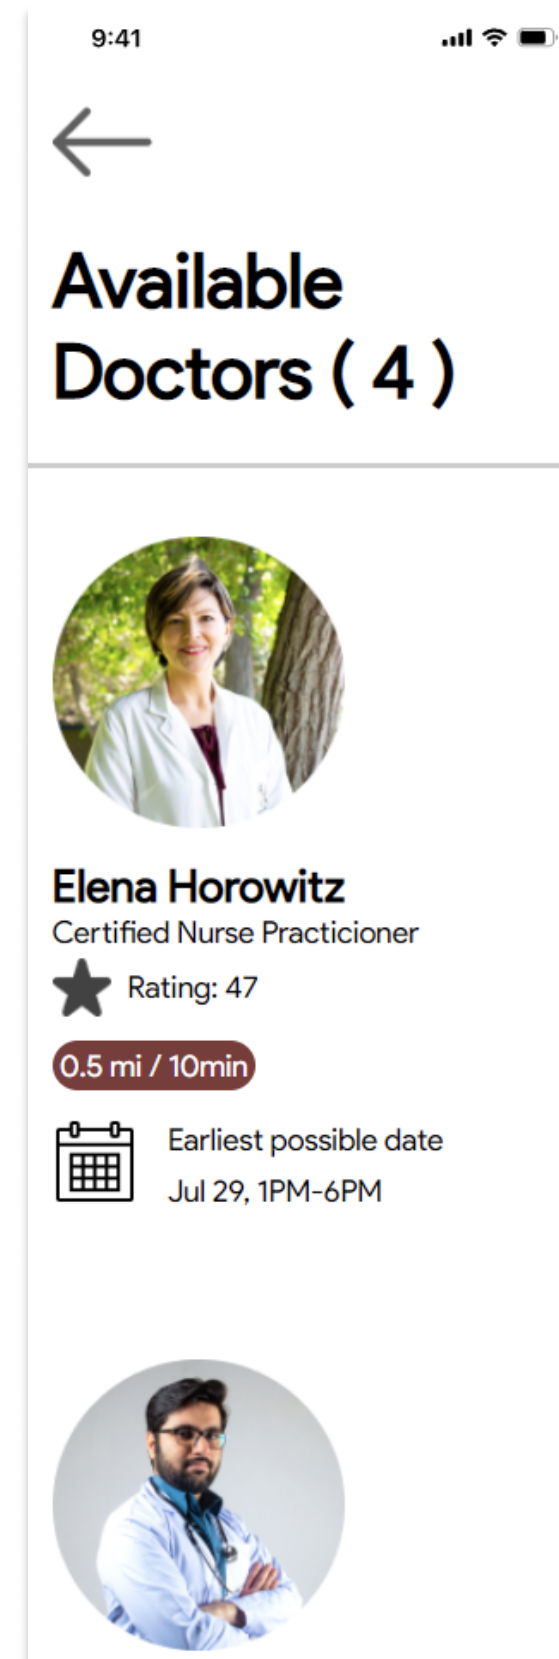 9:41
Available
Doctors ( 4 )
Elena Horowitz
Certified Nurse Practicioner
Rating: 47
0.5 mi / 10min
Earliest possible date
Jul 29, 1PM-6PM